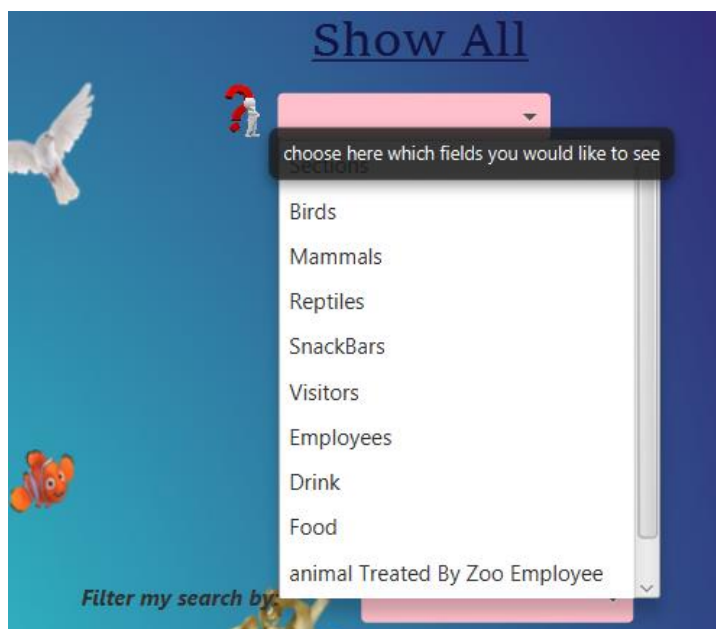 Show All
choose here which fields you would like to see
Sections
Birds
Mammals
Reptiles
SnackBars
Visitors
Employees
Drink
Food
animal Treated By Zoo Employee
Filter my search by: